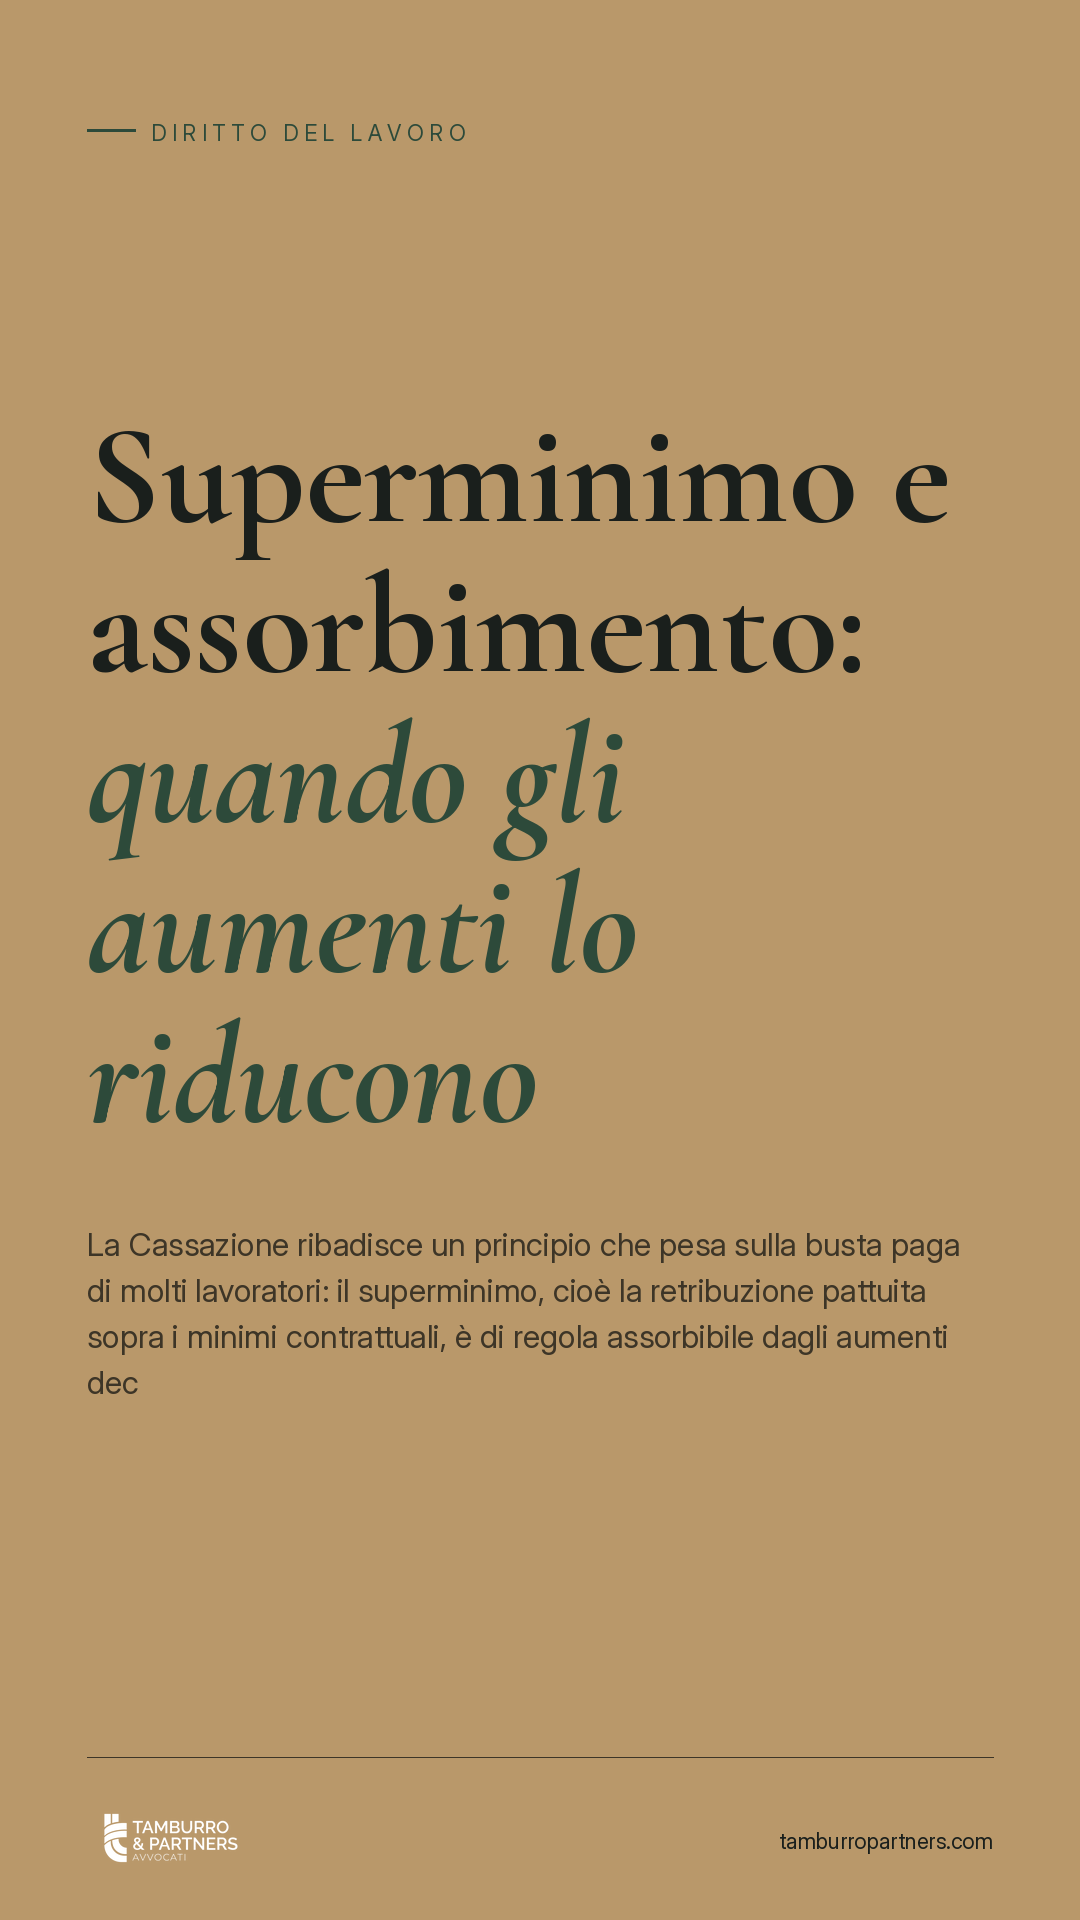 DIRITTO DEL LAVORO
Superminimo e
assorbimento:
quando gli
aumenti lo
riducono
La Cassazione ribadisce un principio che pesa sulla busta paga
di molti lavoratori: il superminimo, cioè la retribuzione pattuita
sopra i minimi contrattuali, è di regola assorbibile dagli aumenti
dec
TAMBURRO
& PARTNERS
AVVOCATI
tamburropartners.com